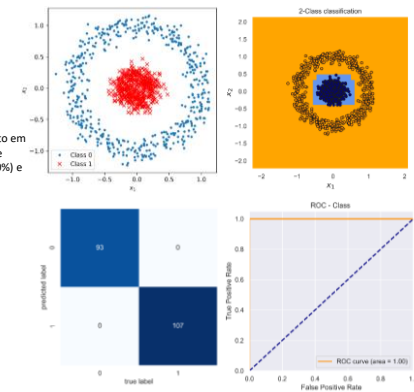 to em
e
0%) e
1.0
0.5
0.0
−0.5
−1.0
x₂
Class 0
Class 1
−1.0 −0.5 0.0 0.5 1.0
x₁
2-Class classification
2.0
1.5
1.0
0.5
0.0
−0.5
−1.0
−1.5
−2.0
x₂
−2 −1 0 1 2
x₁
predicted label
0
1
93 0
0 107
0 1
true label
ROC - Class
True Positive Rate
1.0
0.8
0.6
0.4
0.2
0.0
ROC curve (area = 1.00)
0.0 0.2 0.4 0.6 0.8 1.0
False Positive Rate